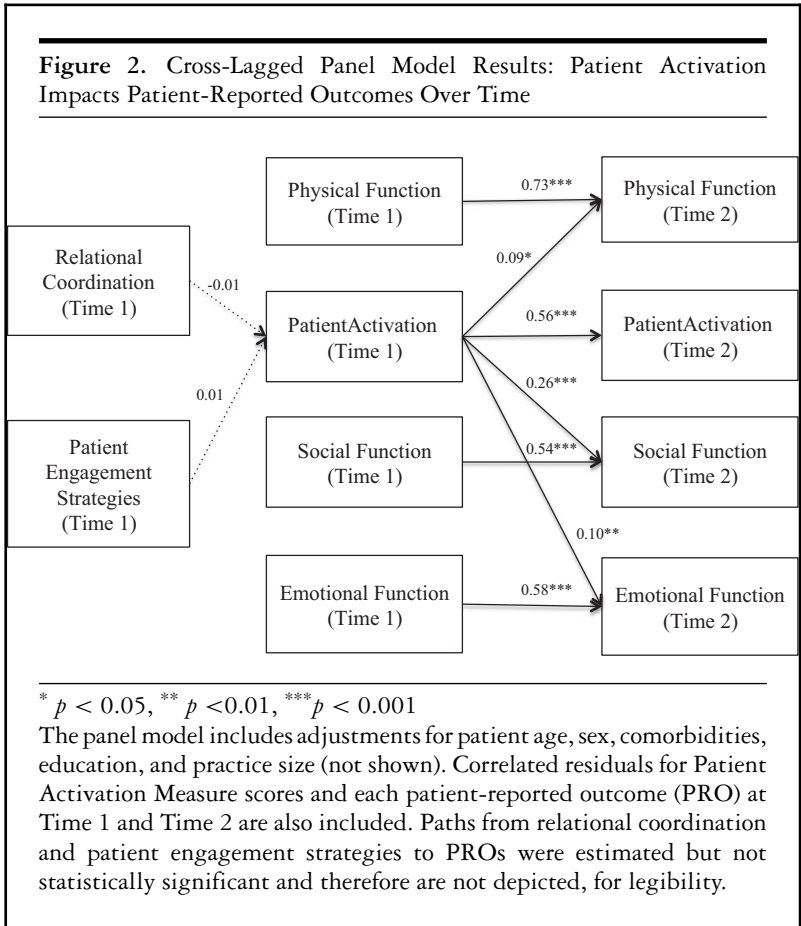 Figure 2. Cross-Lagged Panel Model Results: Patient Activation
Impacts Patient-Reported Outcomes Over Time
Relational
Coordination
(Time 1)
Patient
Engagement
Strategies
(Time 1)
-0.01
0.01
Physical Function
(Time 1)
PatientActivation
(Time 1)
Social Function
(Time 1)
Emotional Function
(Time 1)
0.73***
0.09*
0.56***
0.26***
0.54***
0.10**
0.58***
Physical Function
(Time 2)
PatientActivation
(Time 2)
Social Function
(Time 2)
Emotional Function
(Time 2)
* p < 0.05, ** p <0.01, ***p < 0.001
The panel model includes adjustments for patient age, sex, comorbidities,
education, and practice size (not shown). Correlated residuals for Patient
Activation Measure scores and each patient-reported outcome (PRO) at
Time 1 and Time 2 are also included. Paths from relational coordination
and patient engagement strategies to PROs were estimated but not
statistically significant and therefore are not depicted, for legibility.